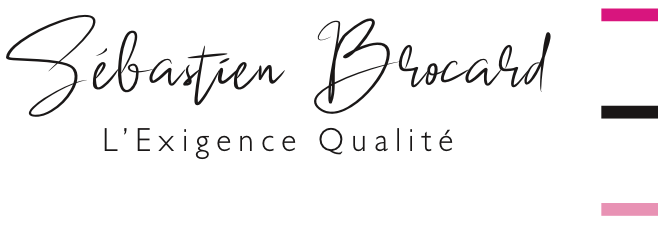 Sébastien Brocard
L'Exigence Qualité